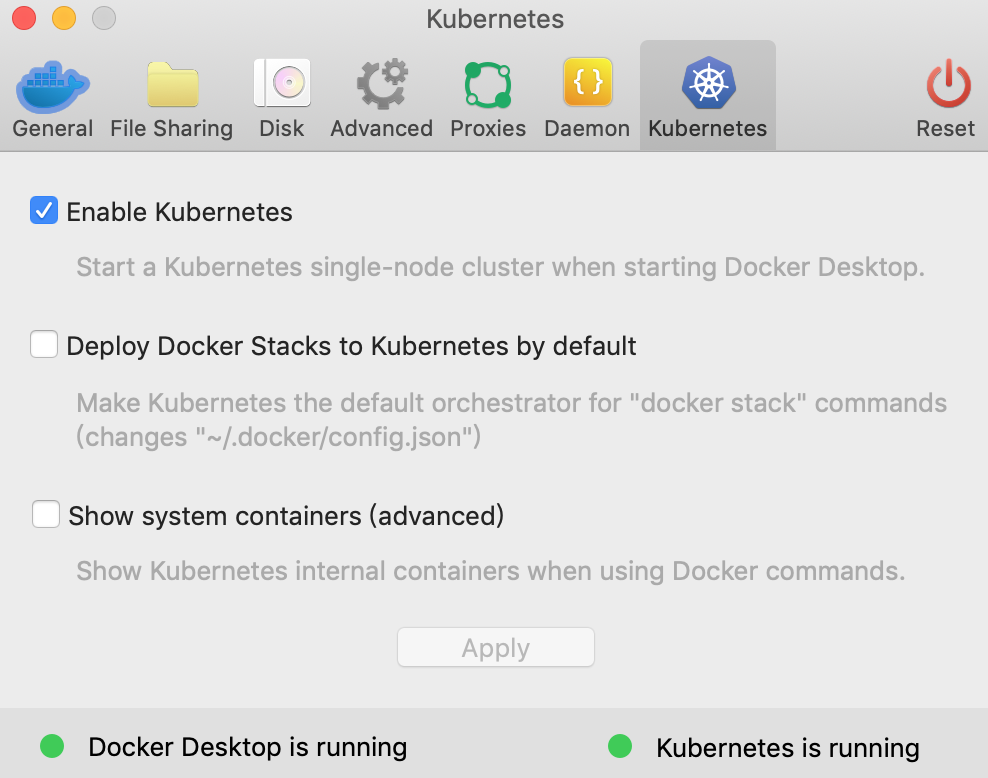 Kubernetes
General File Sharing Disk Advanced Proxies Daemon Kubernetes Reset
Enable Kubernetes
Start a Kubernetes single-node cluster when starting Docker Desktop.
Deploy Docker Stacks to Kubernetes by default
Make Kubernetes the default orchestrator for "docker stack" commands
(changes "~/.docker/config.json")
Show system containers (advanced)
Show Kubernetes internal containers when using Docker commands.
Apply
Docker Desktop is running Kubernetes is running